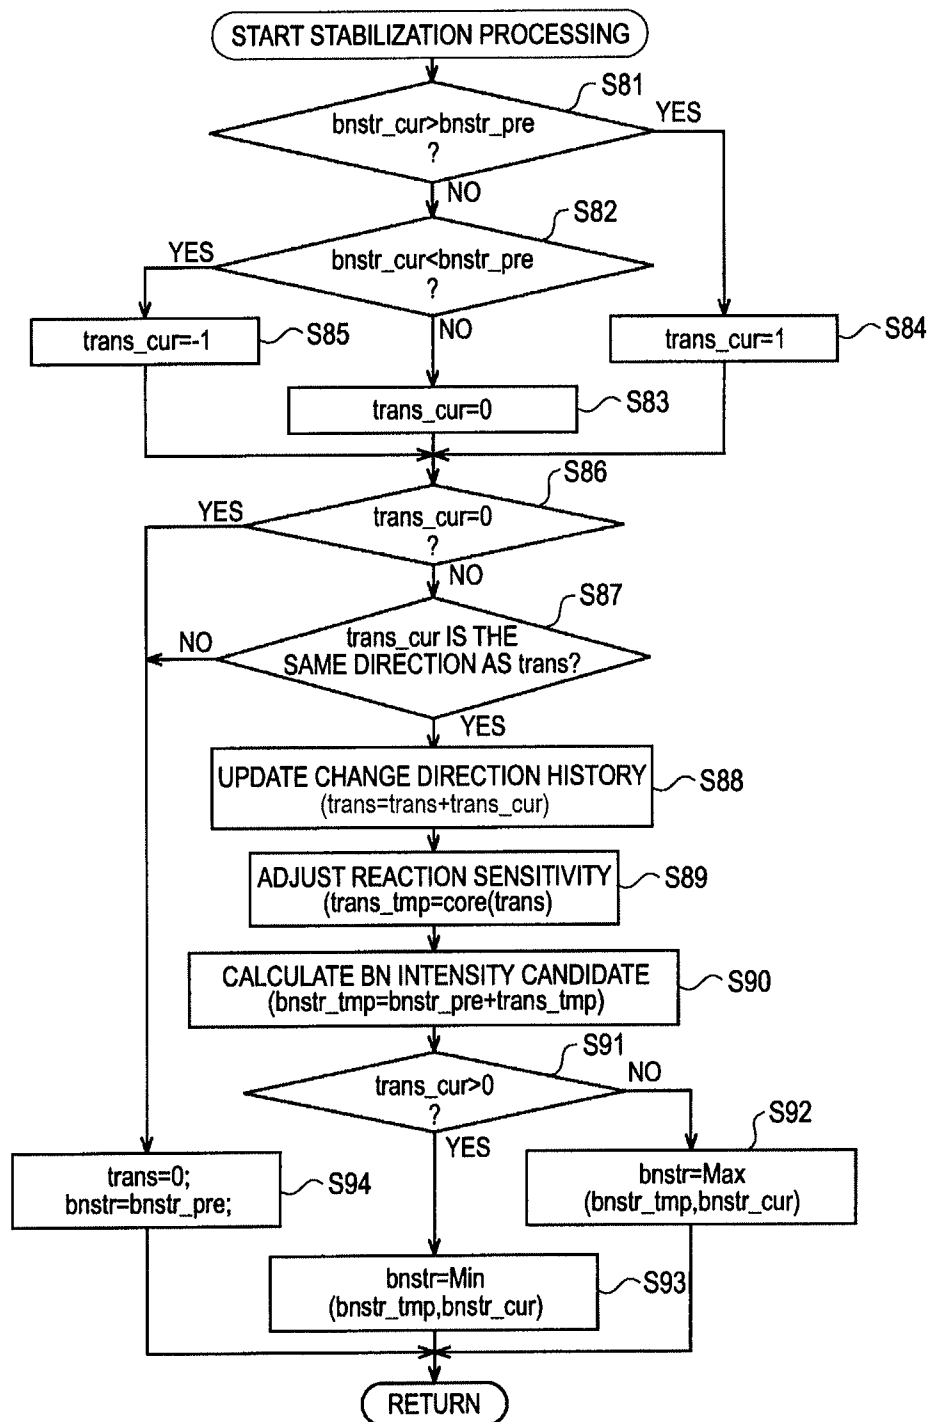 START STABILIZATION PROCESSING
S81
bnstr_cur>bnstr_pre
?
YES
NO
S82
bnstr_cur<bnstr_pre
?
YES
NO
trans_cur=-1
S85
trans_cur=1
S84
trans_cur=0
S83
S86
trans_cur=0
?
YES
NO
S87
trans_cur IS THE
SAME DIRECTION AS trans?
NO
YES
UPDATE CHANGE DIRECTION HISTORY
(trans=trans+trans_cur)
S88
ADJUST REACTION SENSITIVITY
(trans_tmp=core(trans)
S89
CALCULATE BN INTENSITY CANDIDATE
(bnstr_tmp=bnstr_pre+trans_tmp)
S90
S91
trans_cur>0
?
NO
YES
S92
bnstr=Max
(bnstr_tmp,bnstr_cur)
trans=0;
bnstr=bnstr_pre;
S94
bnstr=Min
(bnstr_tmp,bnstr_cur)
S93
RETURN